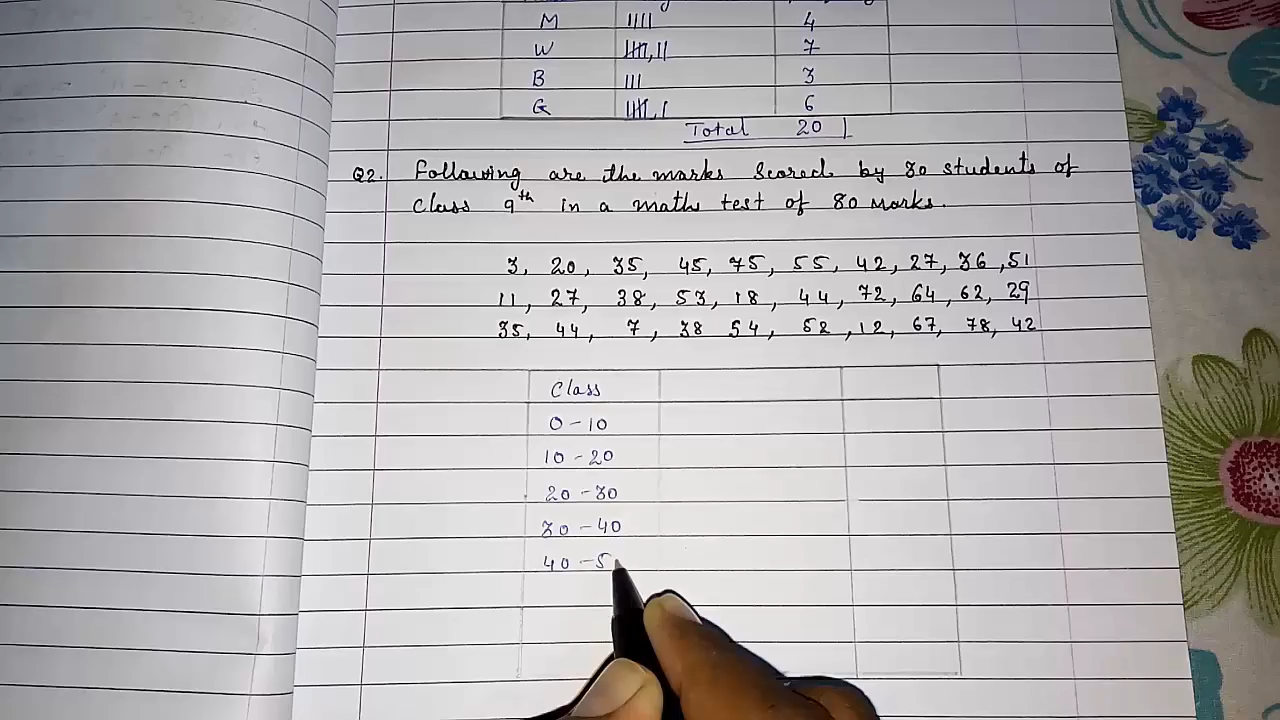 M 4
W 7
B 3
G 6
Total 20
Q2. Following are the marks Scored by 30 students of
Class 9th in a maths test of 80 Marks.
3, 20, 35, 45, 75, 55, 42, 27, 36, 51
11, 27, 38, 53, 18, 44, 72, 64, 62, 29
35, 44, 7, 38 54, 52, 12, 67, 78, 42
Class
0-10
10-20
20-30
30-40
40-5